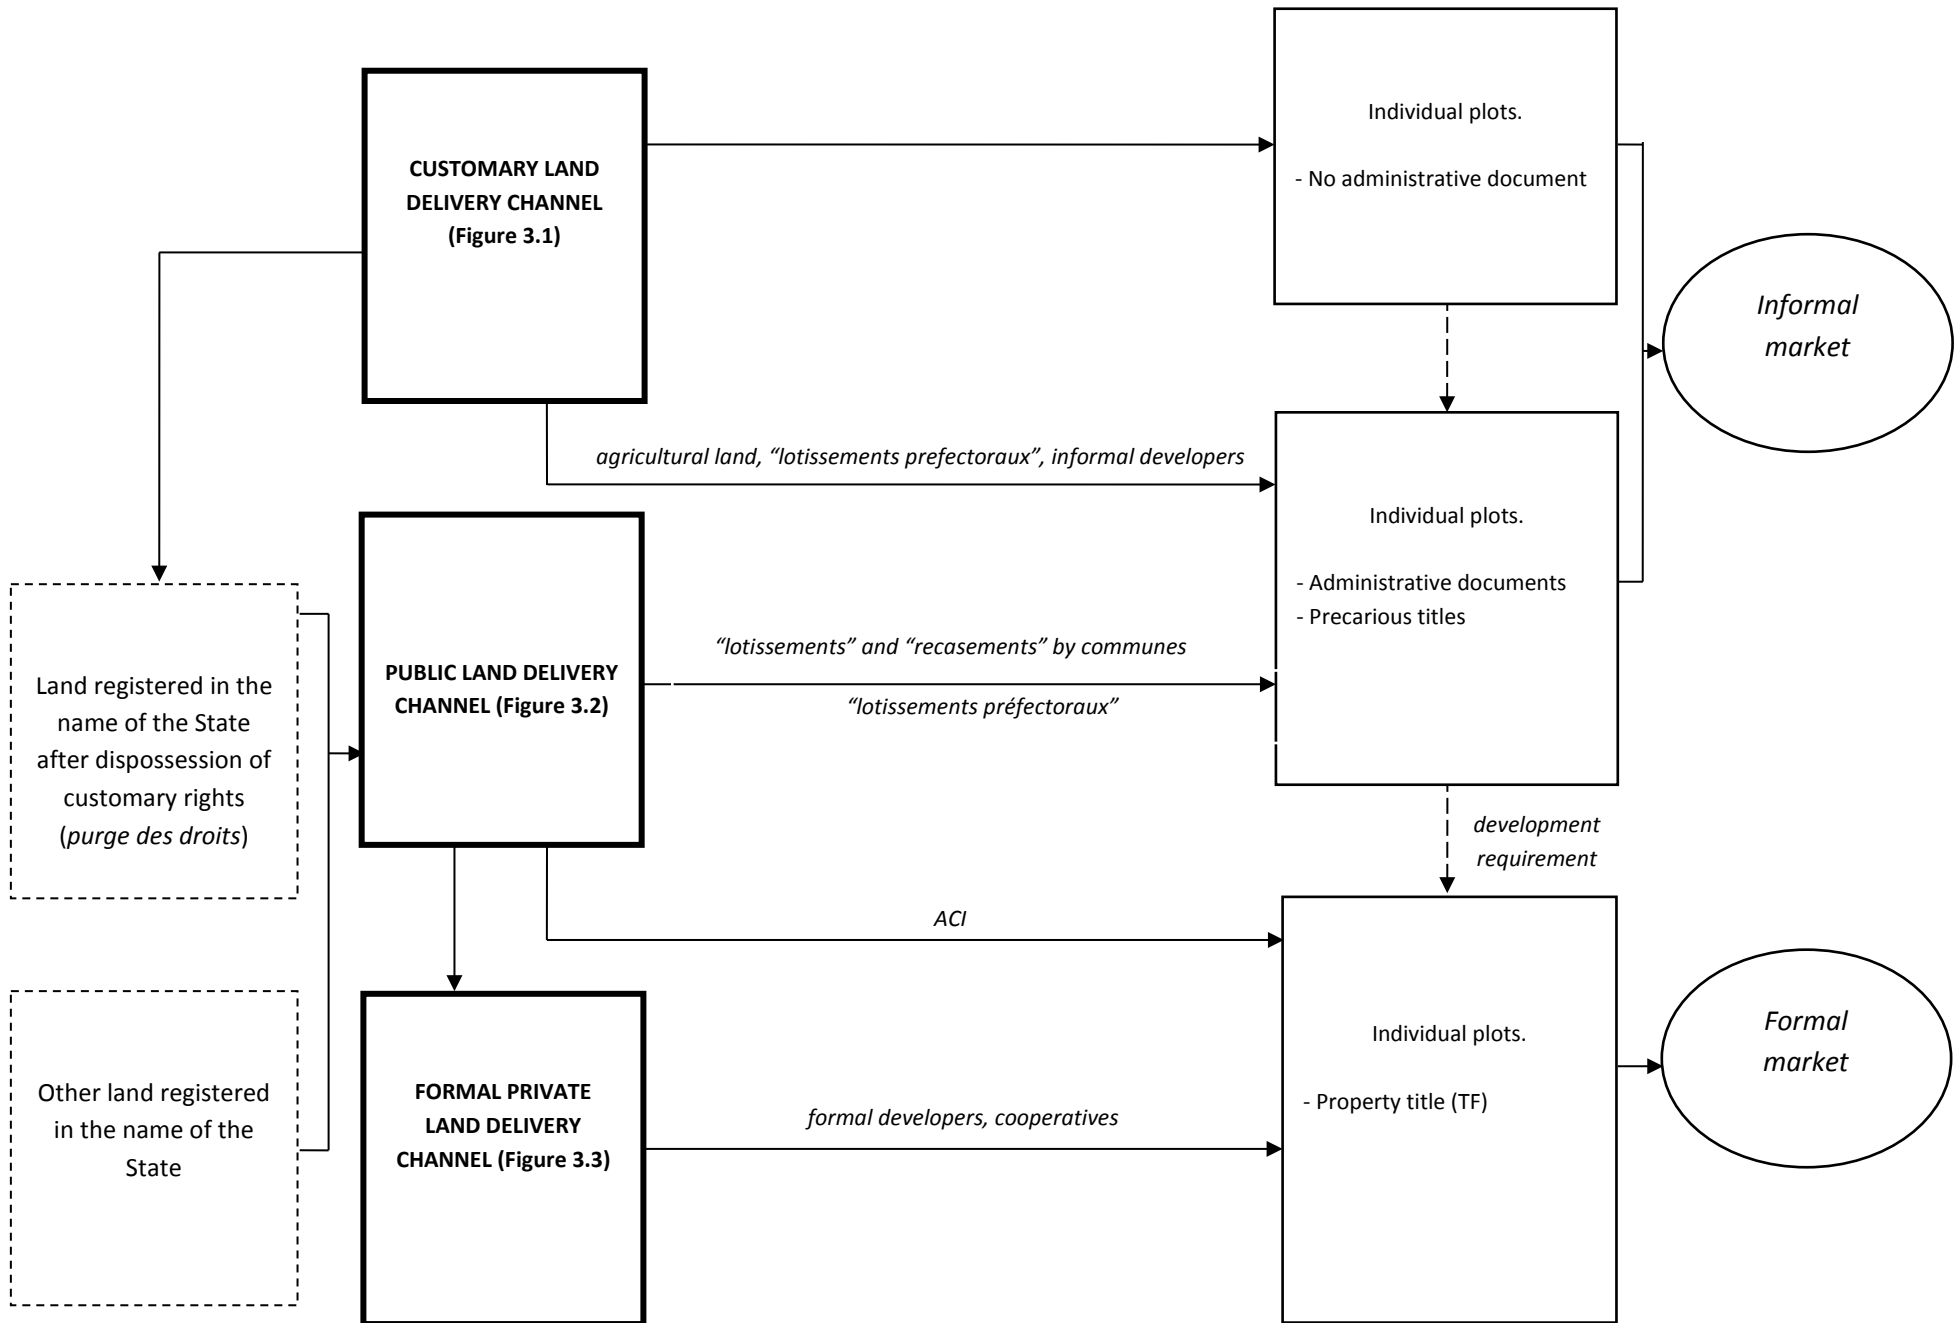 Individual plots.
- No administrative document
CUSTOMARY LAND
DELIVERY CHANNEL
(Figure 3.1)
Informal
market
agricultural land, “lotissements prefectoraux”, informal developers
Individual plots.
- Administrative documents
- Precarious titles
“lotissements” and “recasements” by communes
“lotissements préfectoraux”
PUBLIC LAND DELIVERY
CHANNEL (Figure 3.2)
Land registered in the
name of the State
after dispossession of
customary rights
(purge des droits)
development
requirement
ACI
Individual plots.
- Property title (TF)
Formal
market
FORMAL PRIVATE
LAND DELIVERY
CHANNEL (Figure 3.3)
formal developers, cooperatives
Other land registered
in the name of the
State